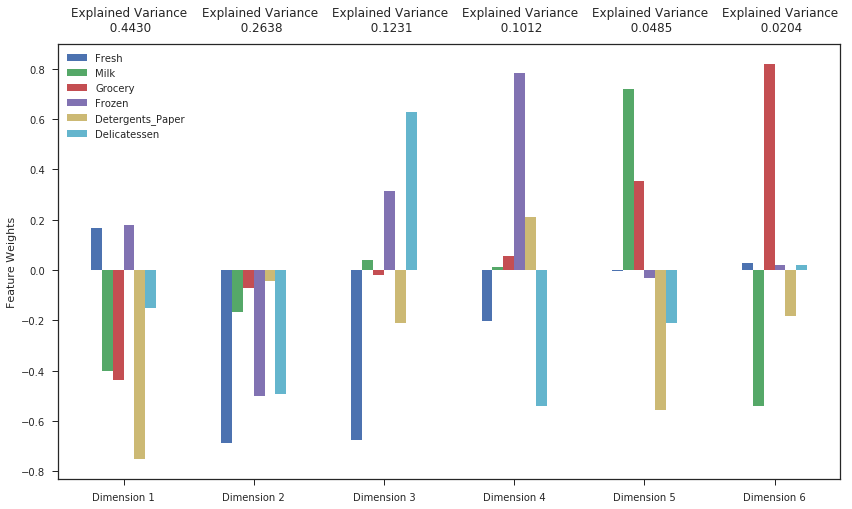 Explained Variance Explained Variance Explained Variance Explained Variance Explained Variance Explained Variance
0.4430 0.2638 0.1231 0.1012 0.0485 0.0204
Fresh
Milk
Grocery
Frozen
Detergents_Paper
Delicatessen
0.8
0.6
0.4
0.2
0.0
−0.2
−0.4
−0.6
−0.8
Feature Weights
Dimension 1 Dimension 2 Dimension 3 Dimension 4 Dimension 5 Dimension 6